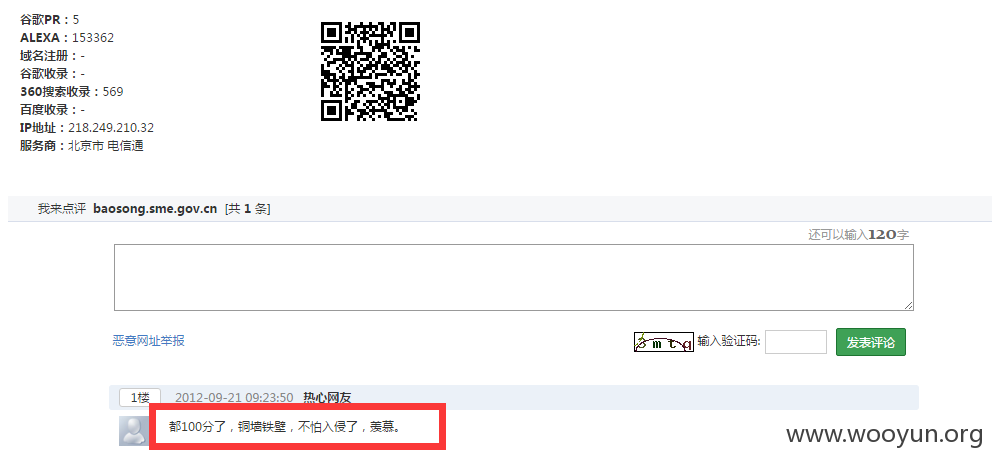 谷歌PR：5
ALEXA：153362
域名注册：-
谷歌收录：-
360搜索收录：569
百度收录：-
IP地址：218.249.210.32
服务商：北京市 电信通
我来点评 baosong.sme.gov.cn [共 1 条]
还可以输入120字
恶意网址举报
3mtq 输入验证码: 发表评论
1楼 2012-09-21 09:23:50 热心网友
都100分了，铜墙铁壁，不怕入侵了，羡慕。
www.wooyun.org